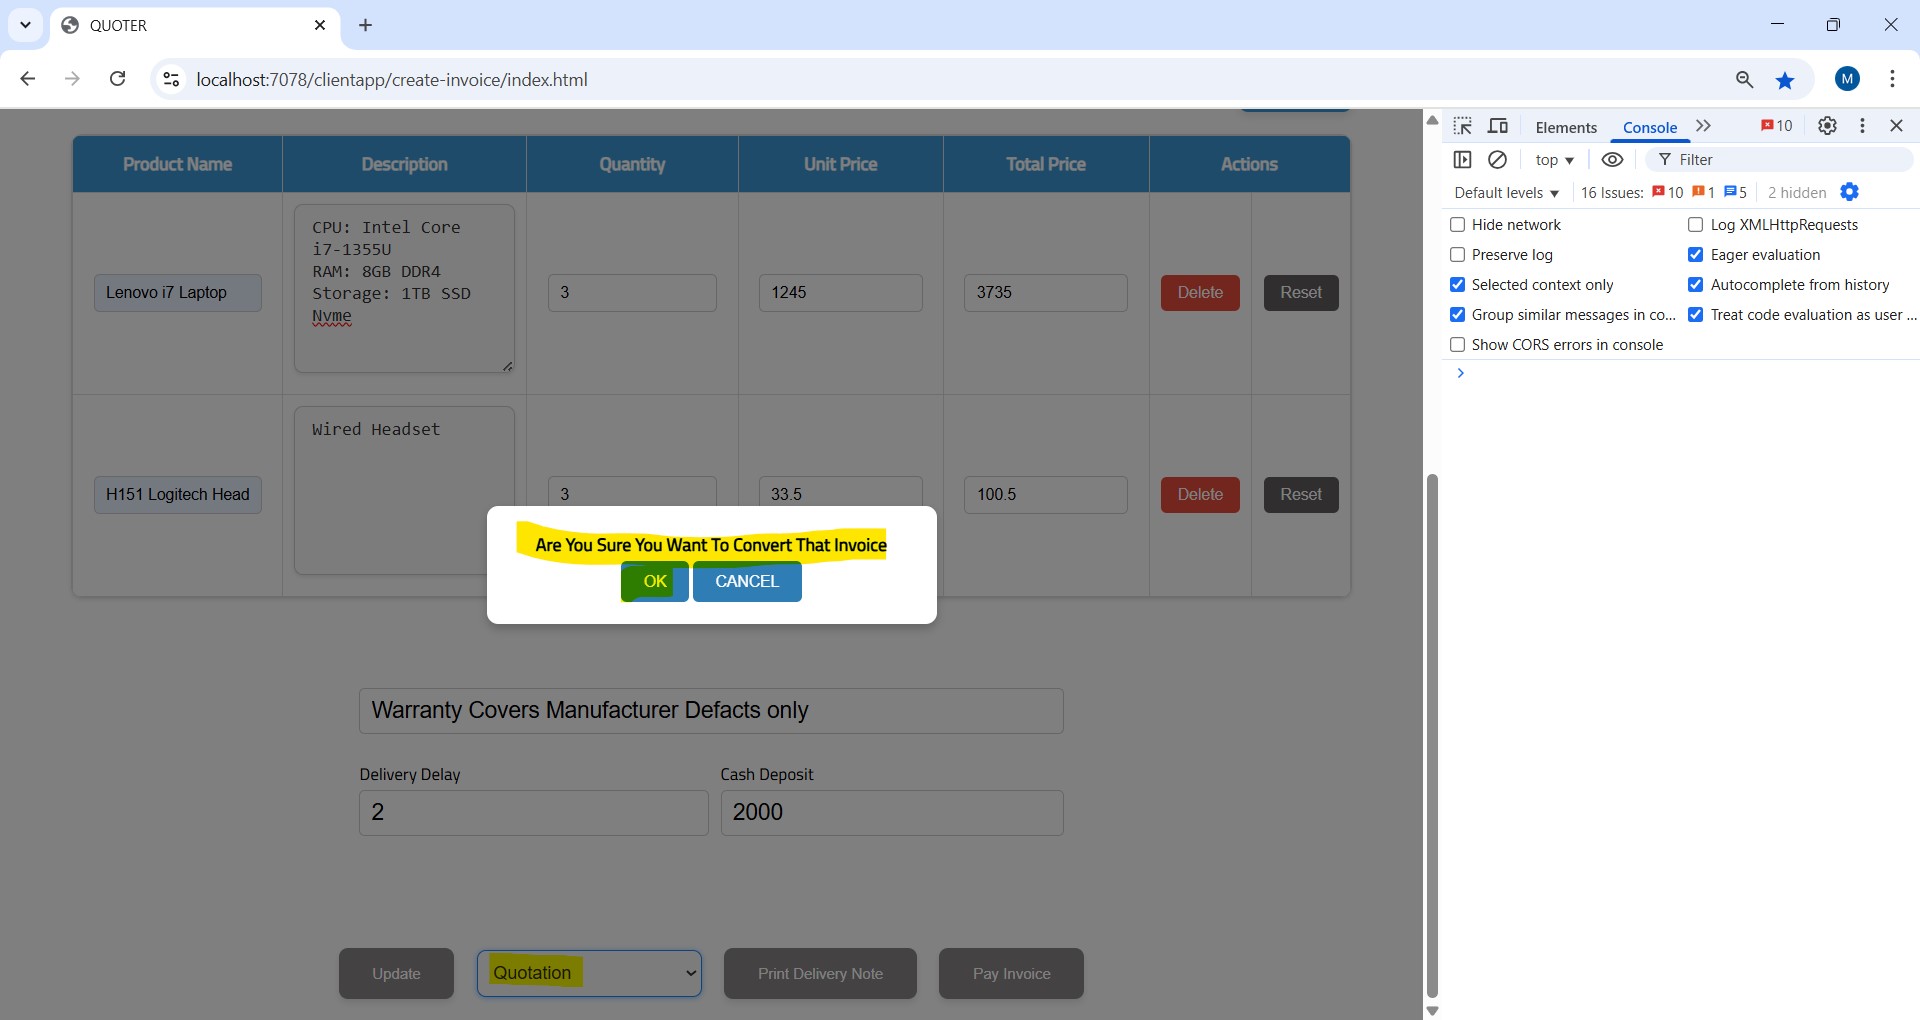 QUOTER
localhost:7078/clientapp/create-invoice/index.html
M
Product Name Description Quantity Unit Price Total Price Actions
Lenovo i7 Laptop
CPU: Intel Core
i7-1355U
RAM: 8GB DDR4
Storage: 1TB SSD
Nvme
3 1245 3735 Delete Reset
H151 Logitech Head
Wired Headset
3 33.5 100.5 Delete Reset
Are You Sure You Want To Convert That Invoice
OK CANCEL
Warranty Covers Manufacturer Defacts only
Delivery Delay Cash Deposit
2 2000
Update Quotation Print Delivery Note Pay Invoice
Elements Console 10
top Filter
Default levels 16 Issues: 10 1 5 2 hidden
Hide network Log XMLHttpRequests
Preserve log Eager evaluation
Selected context only Autocomplete from history
Group similar messages in co... Treat code evaluation as user ...
Show CORS errors in console